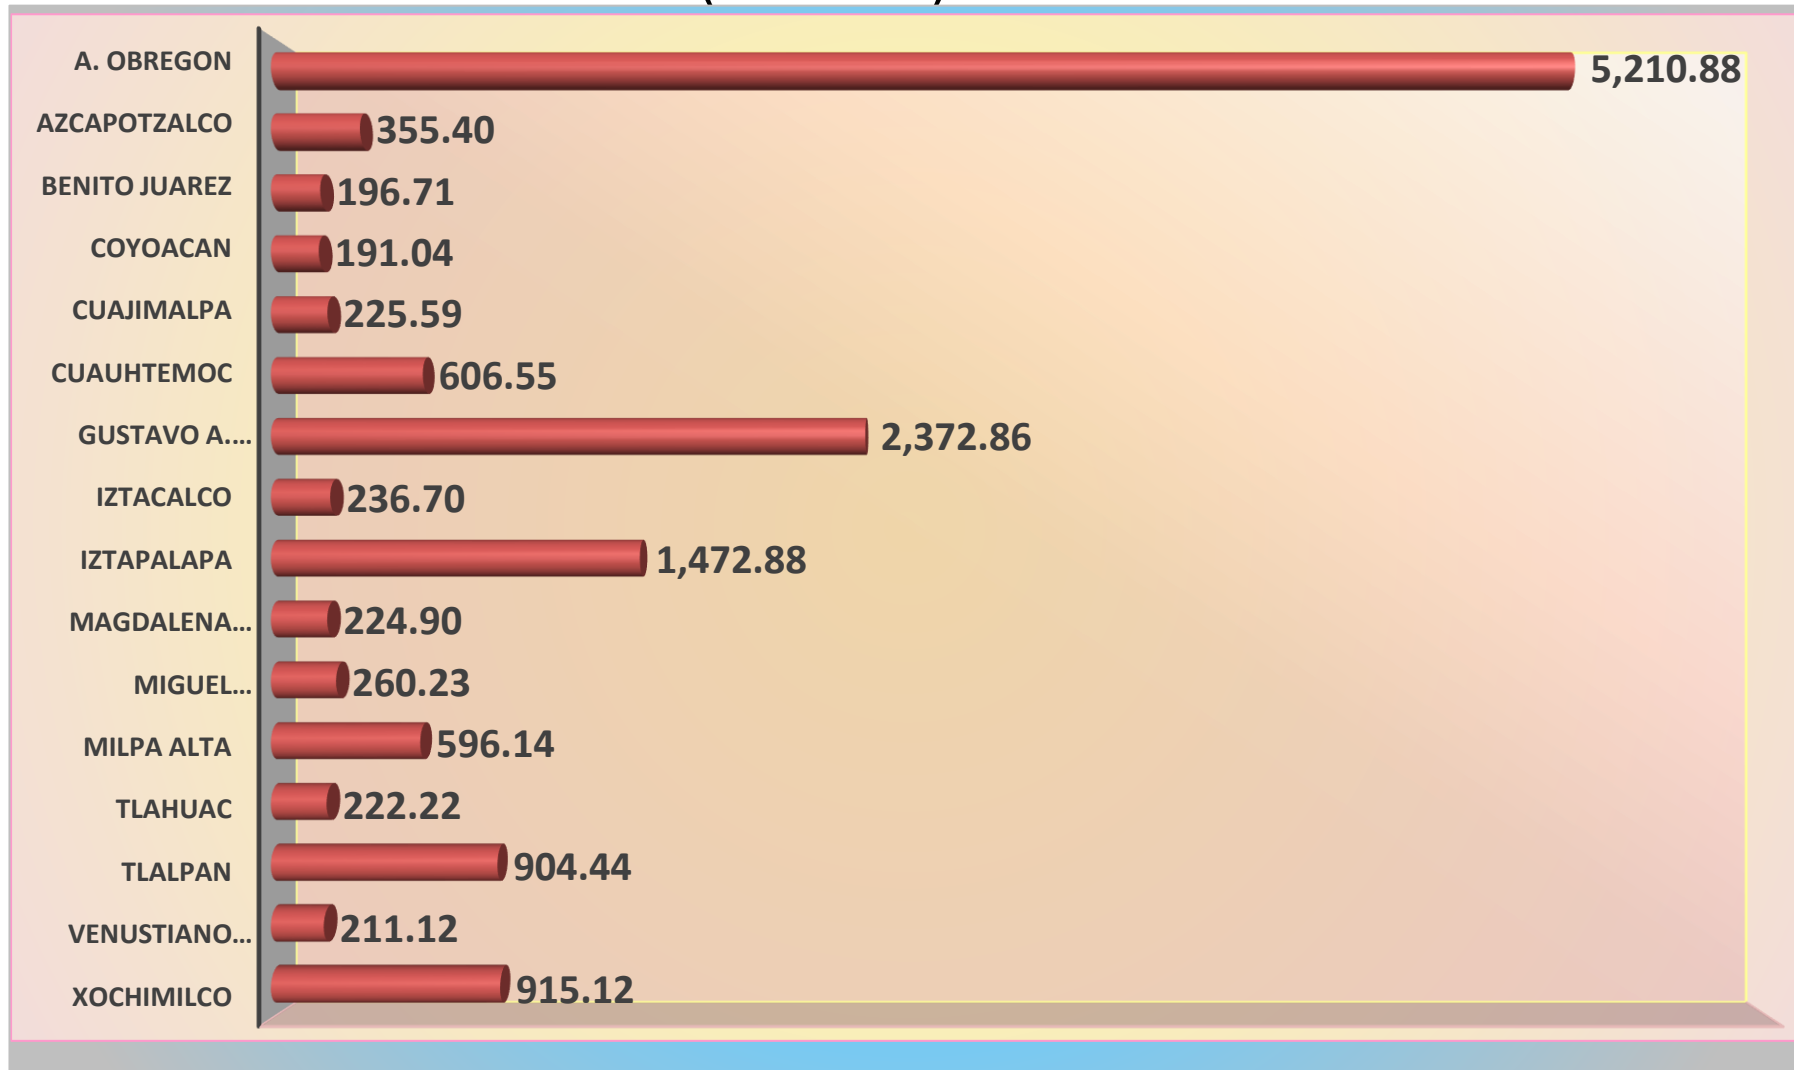 A. OBREGON 5,210.88
AZCAPOTZALCO 355.40
BENITO JUAREZ 196.71
COYOACAN 191.04
CUAJIMALPA 225.59
CUAUHTEMOC 606.55
GUSTAVO A.... 2,372.86
IZTACALCO 236.70
IZTAPALAPA 1,472.88
MAGDALENA... 224.90
MIGUEL... 260.23
MILPA ALTA 596.14
TLAHUAC 222.22
TLALPAN 904.44
VENUSTIANO... 211.12
XOCHIMILCO 915.12